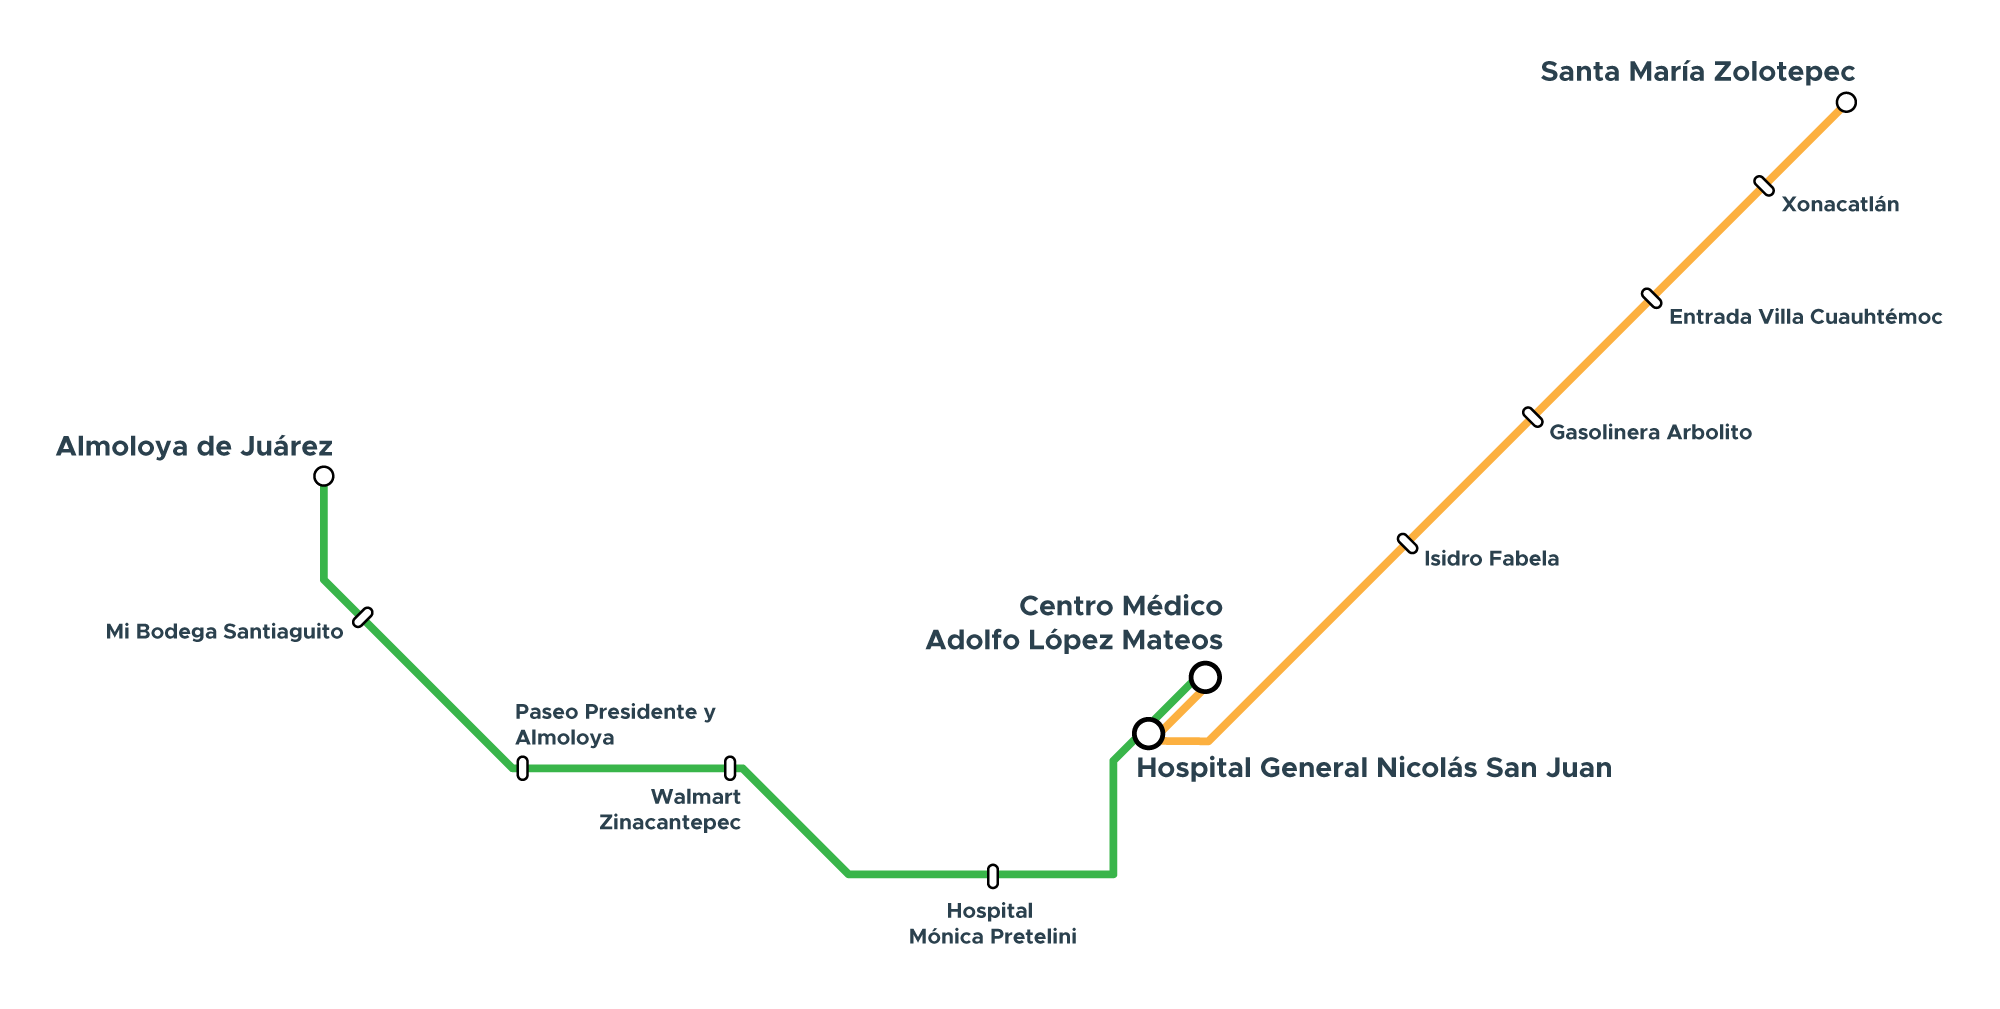 Santa María Zolotepec
Xonacatlán
Entrada Villa Cuauhtémoc
Gasolinera Arbolito
Almoloya de Juárez
Isidro Fabela
Centro Médico
Adolfo López Mateos
Mi Bodega Santiaguito
Paseo Presidente y
Almoloya
Hospital General Nicolás San Juan
Walmart
Zinacantepec
Hospital
Mónica Pretelini